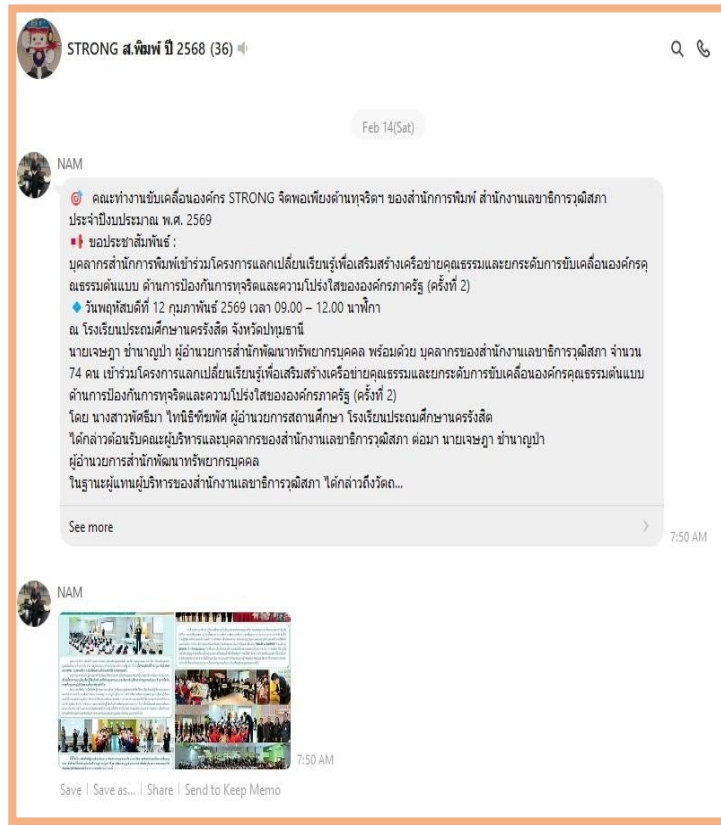 STRONG ส.พิมพ์ ปี 2568 (36)
Feb 14(Sat)
NAM
คณะทำงานขับเคลื่อนองค์กร STRONG จิตพอเพียงต้านทุจริตฯ ของสำนักการพิมพ์ สำนักงานเลขาธิการวุฒิสภา
ประจำปีงบประมาณ พ.ศ. 2569
ขอประชาสัมพันธ์ :
บุคลากรสำนักการพิมพ์เข้าร่วมโครงการแลกเปลี่ยนเรียนรู้เพื่อเสริมสร้างเครือข่ายคุณธรรมและยกระดับการขับเคลื่อนองค์กรคุ
ณธรรมต้นแบบ ด้านการป้องกันการทุจริตและความโปร่งใสขององค์กรภาครัฐ (ครั้งที่ 2)
วันพฤหัสบดีที่ 12 กุมภาพันธ์ 2569 เวลา 09.00 – 12.00 นาฬิกา
ณ โรงเรียนประถมศึกษานครรังสิต จังหวัดปทุมธานี
นายเจษฎา ชำนาญป่า ผู้อำนวยการสำนักพัฒนาทรัพยากรบุคคล พร้อมด้วย บุคลากรของสำนักงานเลขาธิการวุฒิสภา จำนวน
74 คน เข้าร่วมโครงการแลกเปลี่ยนเรียนรู้เพื่อเสริมสร้างเครือข่ายคุณธรรมและยกระดับการขับเคลื่อนองค์กรคุณธรรมต้นแบบ
ด้านการป้องกันการทุจริตและความโปร่งใสขององค์กรภาครัฐ (ครั้งที่ 2)
โดย นางสาวพัศธีมา ไทนิธิทีฆพัศ ผู้อำนวยการสถานศึกษา โรงเรียนประถมศึกษานครรังสิต
ได้กล่าวต้อนรับคณะผู้บริหารและบุคลากรของสำนักงานเลขาธิการวุฒิสภา ต่อมา นายเจษฎา ชำนาญป่า
ผู้อำนวยการสำนักพัฒนาทรัพยากรบุคคล
ในฐานะผู้แทนผู้บริหารของสำนักงานเลขาธิการวุฒิสภา ได้กล่าวถึงวัตถ...
See more
7:50 AM
NAM
7:50 AM
Save | Save as... | Share | Send to Keep Memo